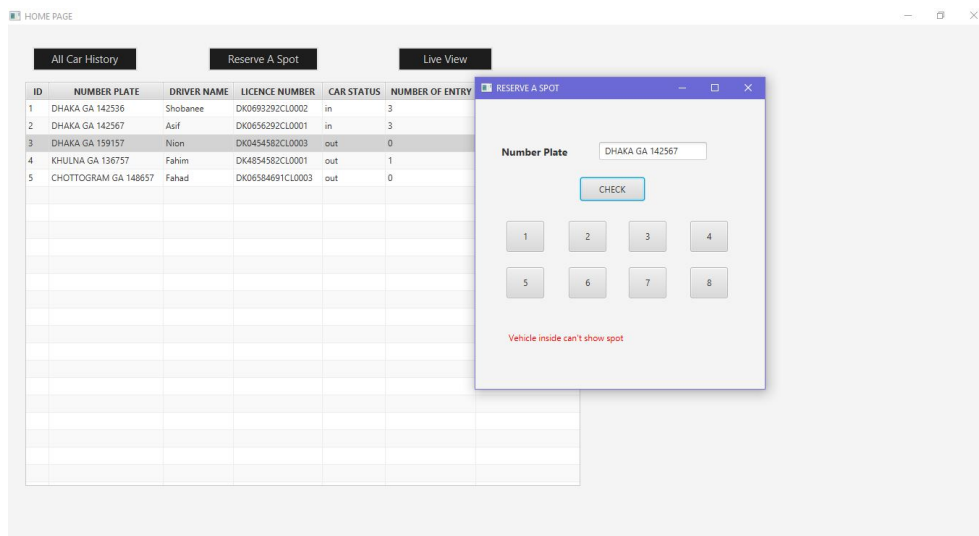 HOME PAGE
All Car History Reserve A Spot Live View
ID NUMBER PLATE DRIVER NAME LICENCE NUMBER CAR STATUS NUMBER OF ENTRY
1 DHAKA GA 142536 Shobanee DK0693292CL0002 in 3
2 DHAKA GA 142567 Asif DK0656292CL0001 in 3
3 DHAKA GA 159157 Nion DK0454582CL0003 out 0
4 KHULNA GA 136757 Fahim DK4854582CL0001 out 1
5 CHOTTOGRAM GA 148657 Fahad DK06584691CL0003 out 0
RESERVE A SPOT
Number Plate DHAKA GA 142567
CHECK
1 2 3 4
5 6 7 8
Vehicle inside can't show spot